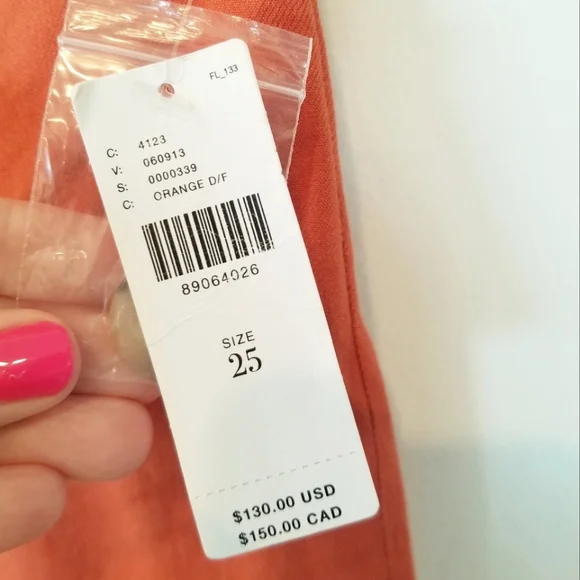 FL_133
C: 4123
V: 060913
S: 0000339
C: ORANGE D/F
89064026
SIZE
25
$130.00 USD
$150.00 CAD